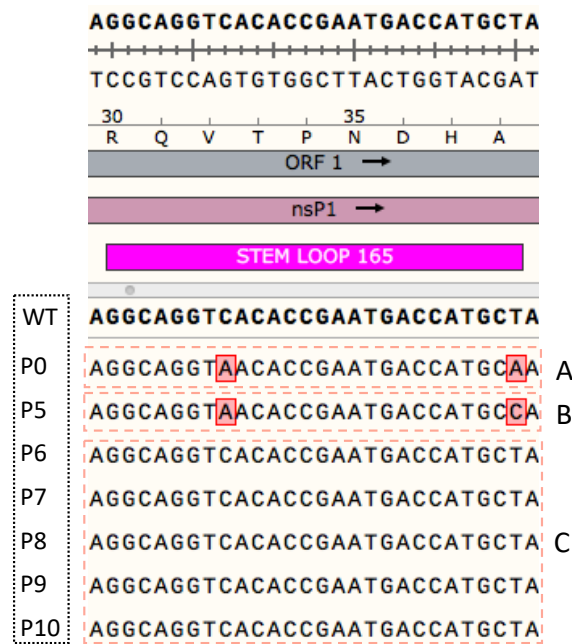 AGGCAGGTCACACCGAATGACCATGCTA
TCCGTCCAGTGTGGCTTACTGGTACGAT
30 35
R Q V T P N D H A
ORF 1 →
nsP1 →
STEM LOOP 165
WT AGGCAGGTCACACCGAATGACCATGCTA
P0 AGGCAGGTAACACCGAATGACCATGCAA A
P5 AGGCAGGTAACACCGAATGACCATGCCA B
P6 AGGCAGGTCACACCGAATGACCATGCTA
P7 AGGCAGGTCACACCGAATGACCATGCTA
P8 AGGCAGGTCACACCGAATGACCATGCTA C
P9 AGGCAGGTCACACCGAATGACCATGCTA
P10 AGGCAGGTCACACCGAATGACCATGCTA